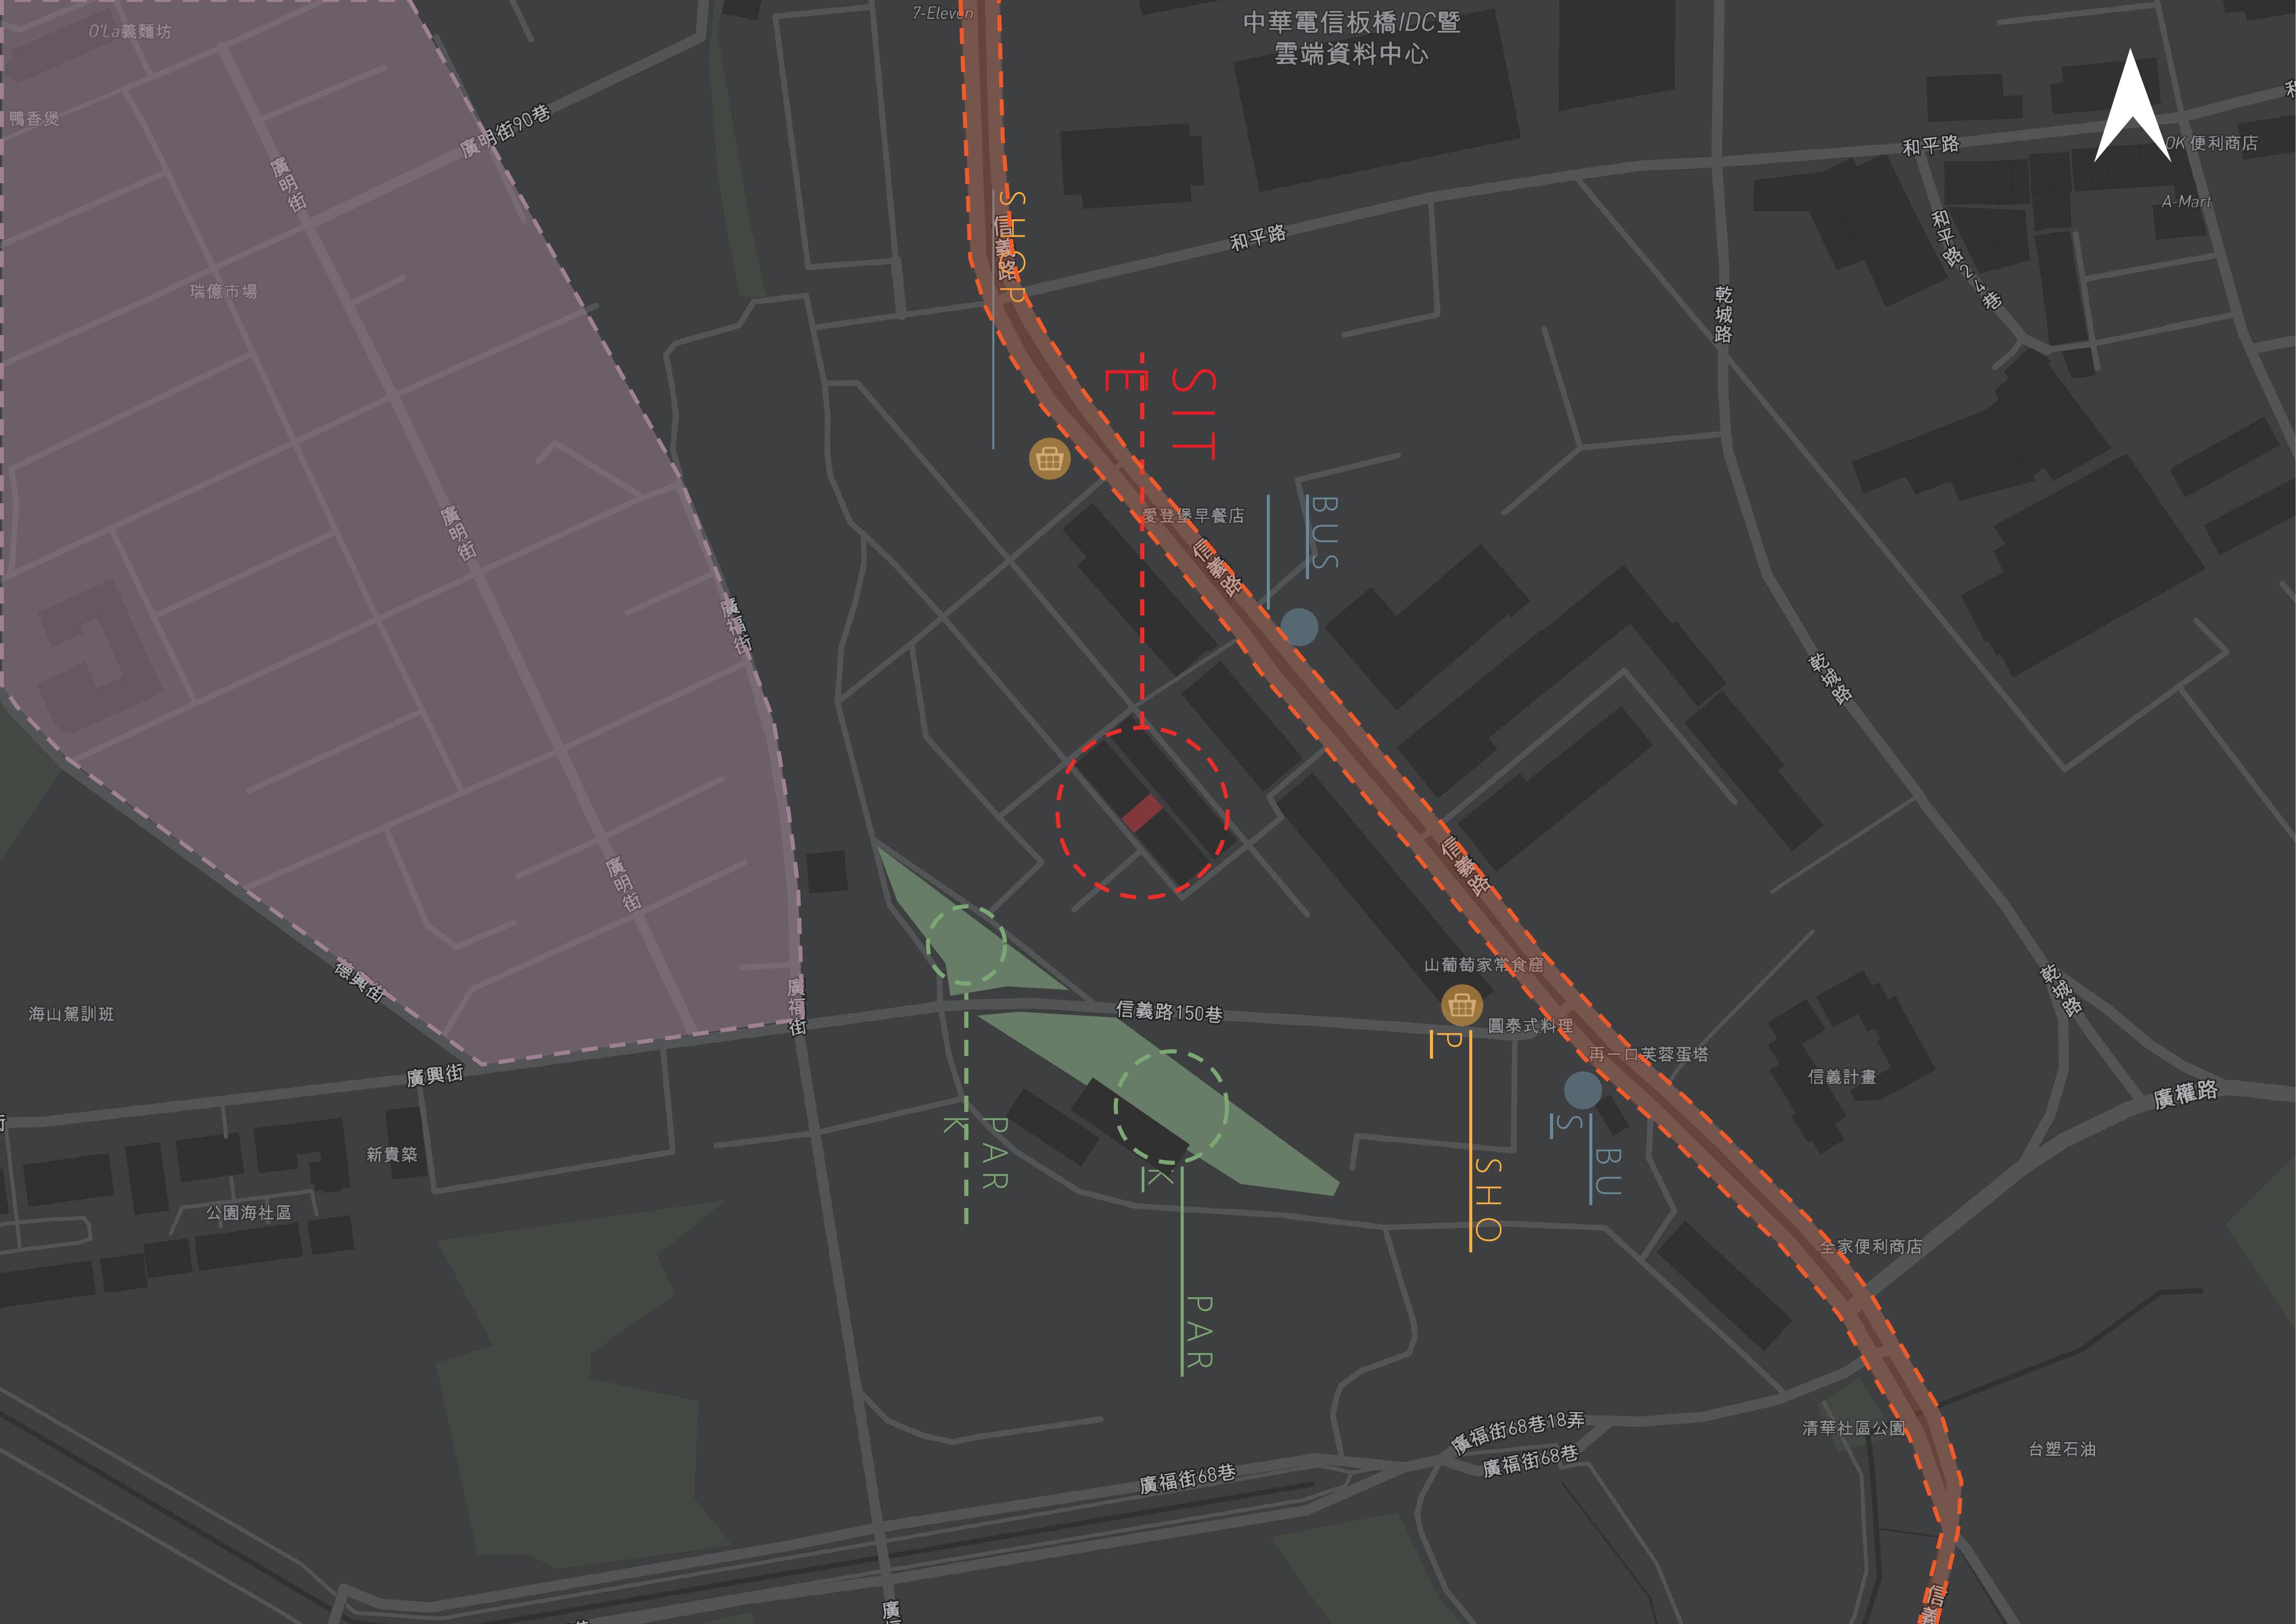 O'La義麵坊
7-Eleven
中華電信板橋IDC暨
雲端資料中心
鴨香煲
廣明街90巷
和平路
OK 便利商店
廣明街
A-Mart
SHOP
信義路
和平路
和平路24巷
瑞億市場
乾城路
SIT
E
廣明街
愛登堡早餐店
BUS
信義路
廣福街
乾城路
信義路
廣明街
山葡萄家常食窟
德興街
廣福街
信義路150巷
海山駕訓班
圓泰式料理
乾城路
再一口芙蓉蛋塔
P
SHO
信義計畫
廣興街
廣權路
PAR
K
K
PAR
S
BU
新貴築
公園海社區
全家便利商店
廣福街68巷18弄
清華社區公園
台塑石油
廣福街68巷
廣福街68巷
信
廣